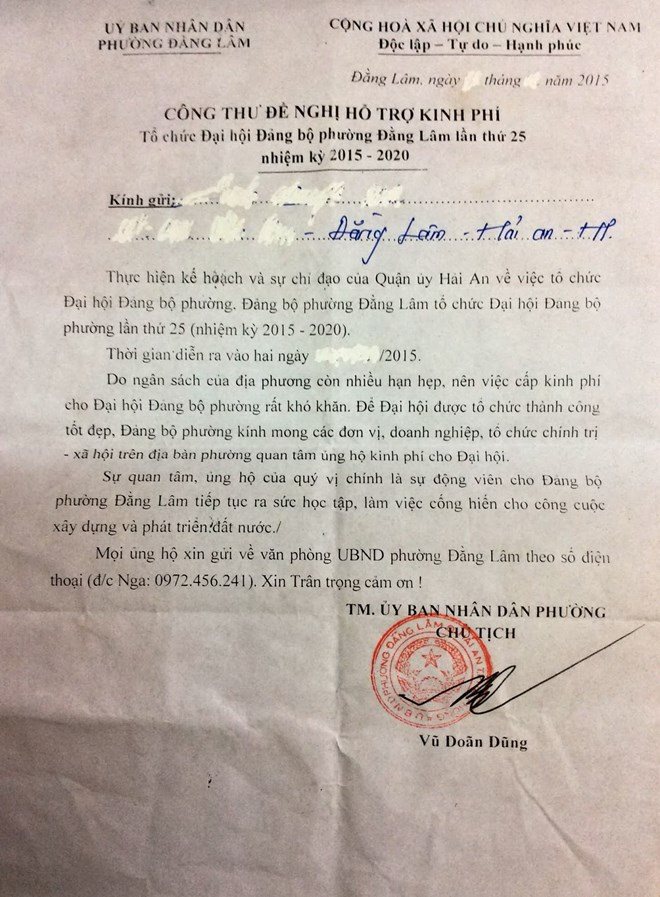 UỶ BAN NHÂN DÂN
PHƯỜNG ĐẰNG LÂM
CỘNG HOÀ XÃ HỘI CHỦ NGHĨA VIỆT NAM
Độc lập – Tự do – Hạnh phúc
Đằng Lâm, ngày tháng năm 2015
CÔNG THƯ ĐỀ NGHỊ HỖ TRỢ KINH PHÍ
Tổ chức Đại hội Đảng bộ phường Đằng Lâm lần thứ 25
nhiệm kỳ 2015 - 2020
Kính gửi:
- Đằng Lâm - Hải an - HP.
Thực hiện kế hoạch và sự chỉ đạo của Quận ủy Hải An về việc tổ chức
Đại hội Đảng bộ phường, Đảng bộ phường Đằng Lâm tổ chức Đại hội Đảng bộ
phường lần thứ 25 (nhiệm kỳ 2015 - 2020).
Thời gian diễn ra vào hai ngày /2015.
Do ngân sách của địa phương còn nhiều hạn hẹp, nên việc cấp kinh phí
cho Đại hội Đảng bộ phường rất khó khăn. Để Đại hội được tổ chức thành công
tốt đẹp, Đảng bộ phường kính mong các đơn vị, doanh nghiệp, tổ chức chính trị
- xã hội trên địa bàn phường quan tâm ủng hộ kinh phí cho Đại hội.
Sự quan tâm, ủng hộ của quý vị chính là sự động viên cho Đảng bộ
phường Đằng Lâm tiếp tục ra sức học tập, làm việc cống hiến cho công cuộc
xây dựng và phát triển đất nước./
Mọi ủng hộ xin gửi về văn phòng UBND phường Đằng Lâm theo số điện
thoại (đ/c Nga: 0972.456.241). Xin Trân trọng cảm ơn !
TM. ỦY BAN NHÂN DÂN PHƯỜNG
CHỦ TỊCH
Vũ Doãn Dũng